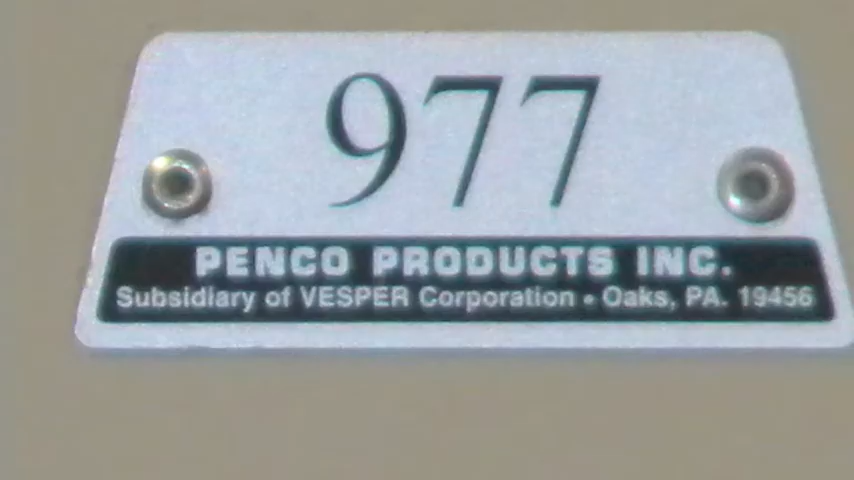 977
PENCO PRODUCTS INC.
Subsidiary of VESPER Corporation • Oaks, PA. 19456